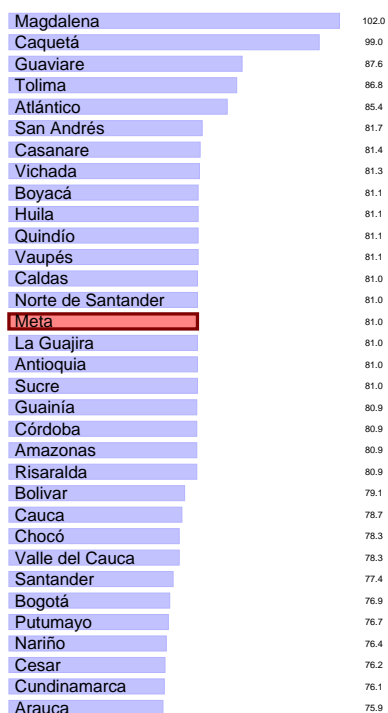 Magdalena 102.0
Caquetá 99.0
Guaviare 87.6
Tolima 86.8
Atlántico 85.4
San Andrés 81.7
Casanare 81.4
Vichada 81.3
Boyacá 81.1
Huila 81.1
Quindío 81.1
Vaupés 81.1
Caldas 81.0
Norte de Santander 81.0
Meta 81.0
La Guajira 81.0
Antioquia 81.0
Sucre 81.0
Guainía 80.9
Córdoba 80.9
Amazonas 80.9
Risaralda 80.9
Bolivar 79.1
Cauca 78.7
Chocó 78.3
Valle del Cauca 78.3
Santander 77.4
Bogotá 76.9
Putumayo 76.7
Nariño 76.4
Cesar 76.2
Cundinamarca 76.1
Arauca 75.9